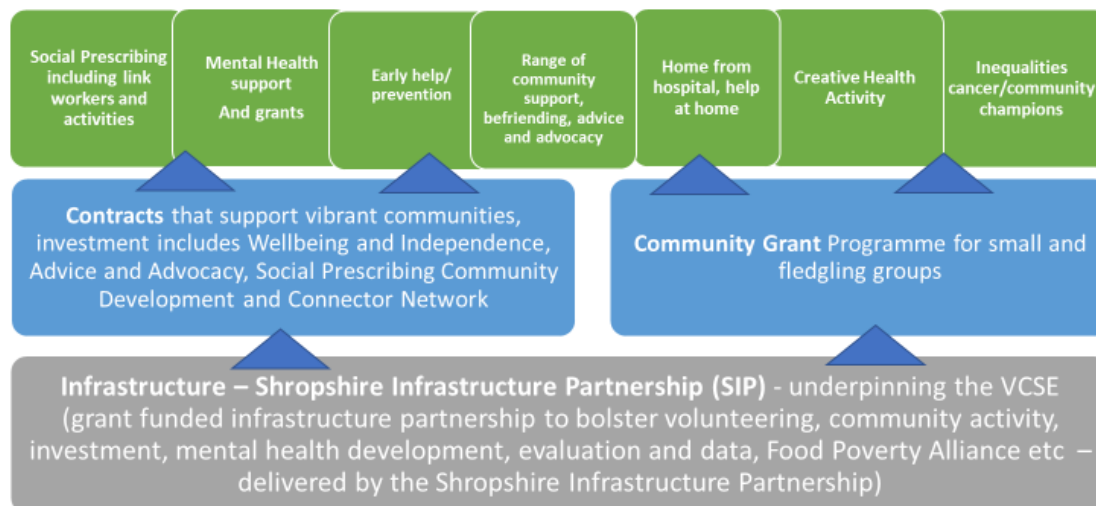 Social Prescribing
including link
workers and
activities
Mental Health
support
And grants
Early help/
prevention
Range of
community
support,
befriending, advice
and advocacy
Home from
hospital, help
at home
Creative Health
Activity
Inequalities
cancer/community
champions
Contracts that support vibrant communities,
investment includes Wellbeing and Independence,
Advice and Advocacy, Social Prescribing Community
Development and Connector Network
Community Grant Programme for small and
fledgling groups
Infrastructure – Shropshire Infrastructure Partnership (SIP) - underpinning the VCSE
(grant funded infrastructure partnership to bolster volunteering, community activity,
investment, mental health development, evaluation and data, Food Poverty Alliance etc –
delivered by the Shropshire Infrastructure Partnership)